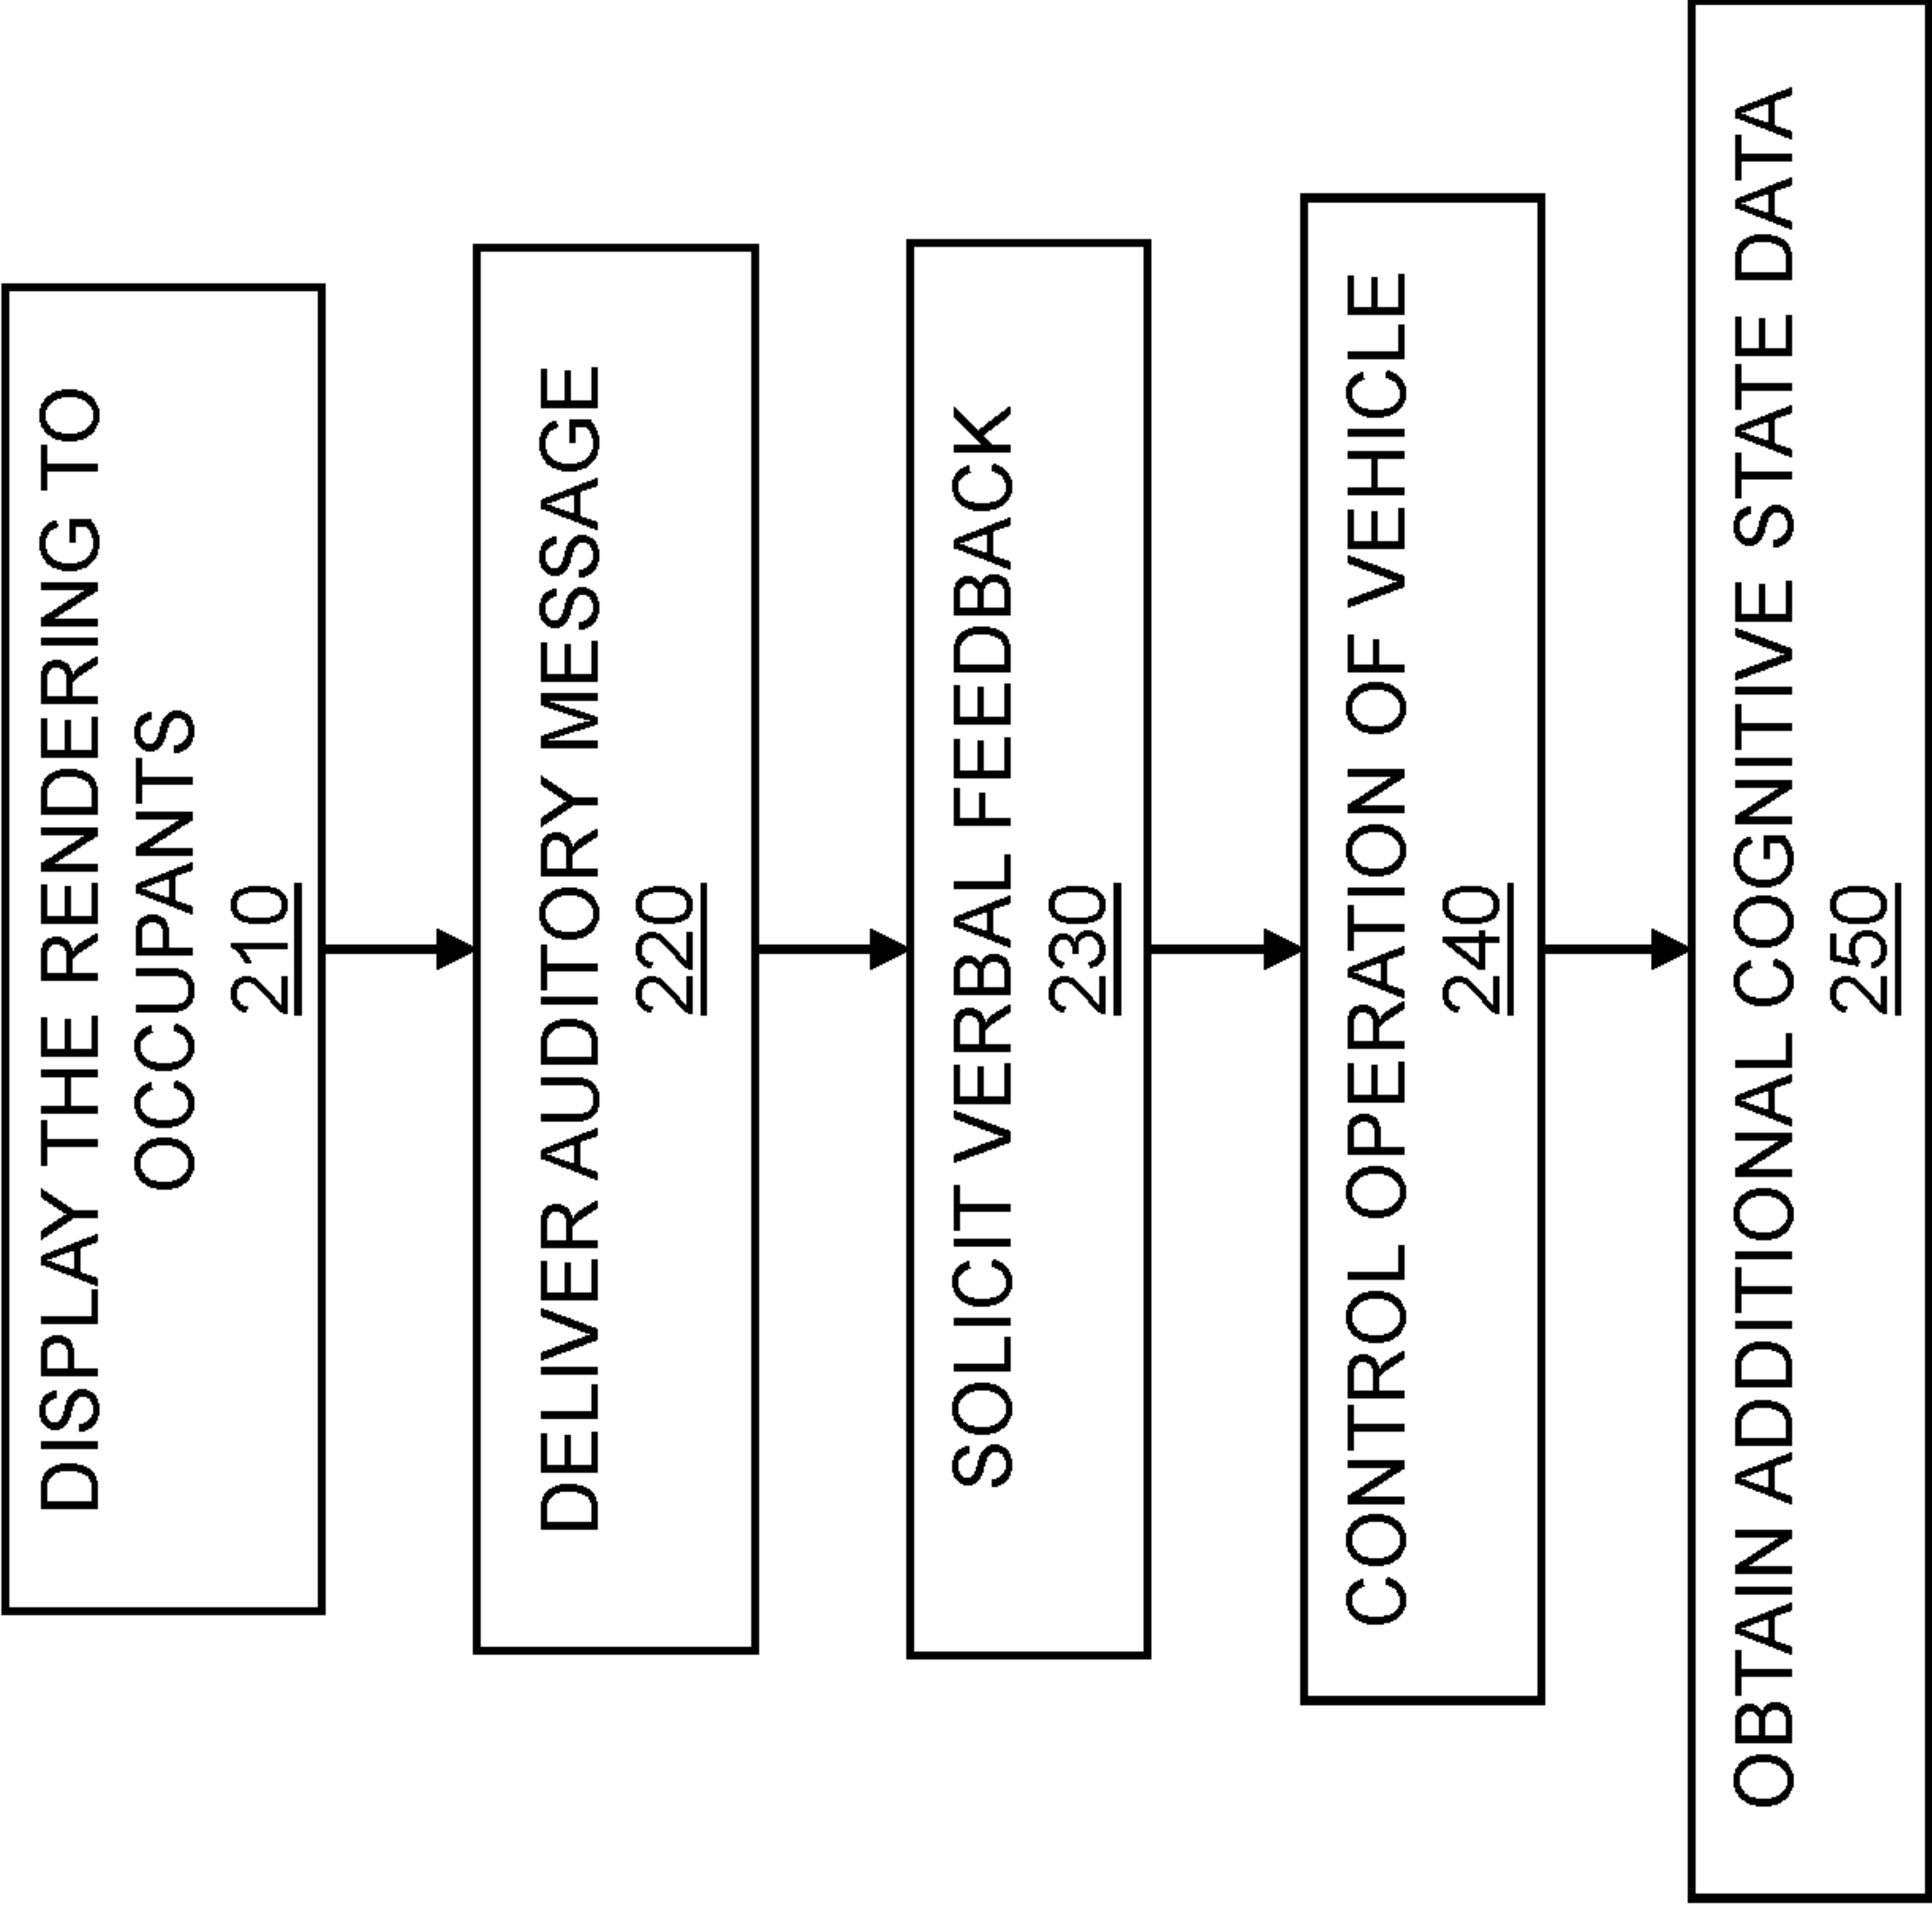 DISPLAY THE RENDERING TO
OCCUPANTS
210
DELIVER AUDITORY MESSAGE
220
SOLICIT VERBAL FEEDBACK
230
CONTROL OPERATION OF VEHICLE
240
OBTAIN ADDITIONAL COGNITIVE STATE DATA
250